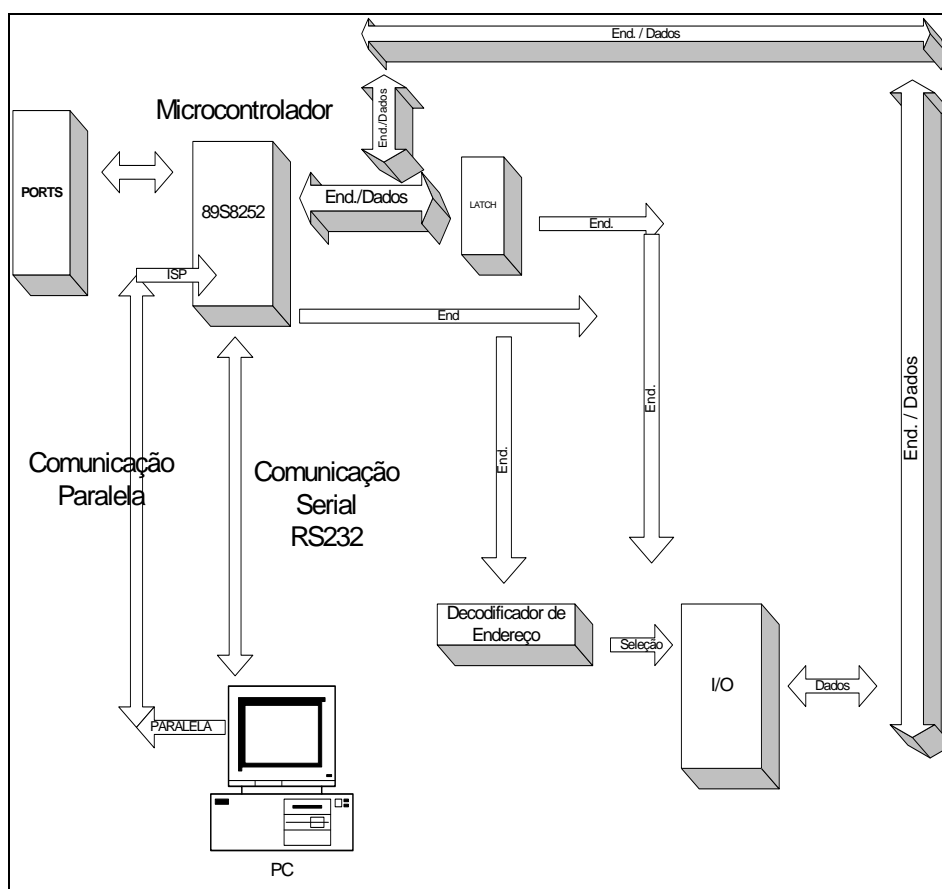 End. / Dados
End./Dados
Microcontrolador
PORTS
89S8252
End./Dados
LATCH
End.
ISP
End
End.
End.
End. / Dados
Comunicação
Paralela
Comunicação
Serial
RS232
Decodificador de
Endereço
Seleção
I/O
Dados
PARALELA
PC